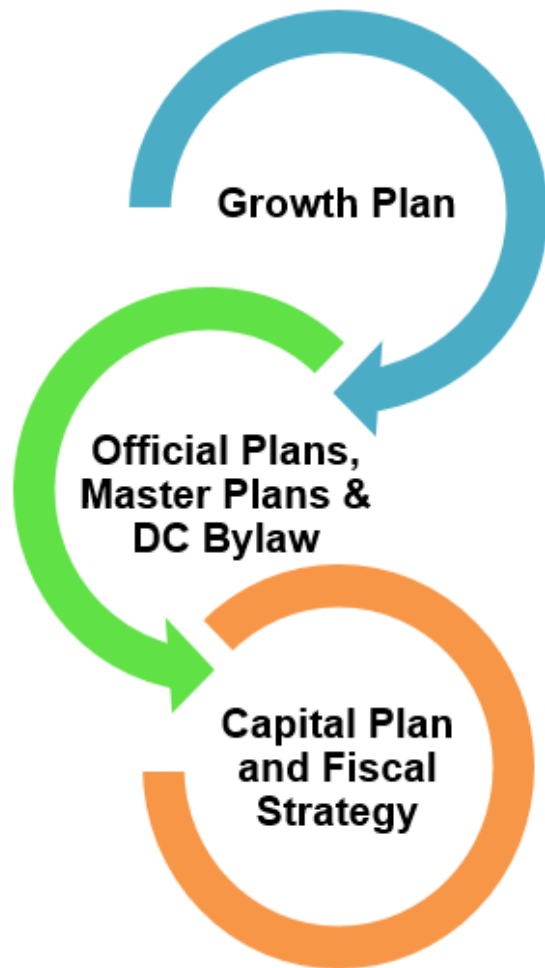 Growth Plan
Official Plans,
Master Plans &
DC Bylaw
Capital Plan
and Fiscal
Strategy